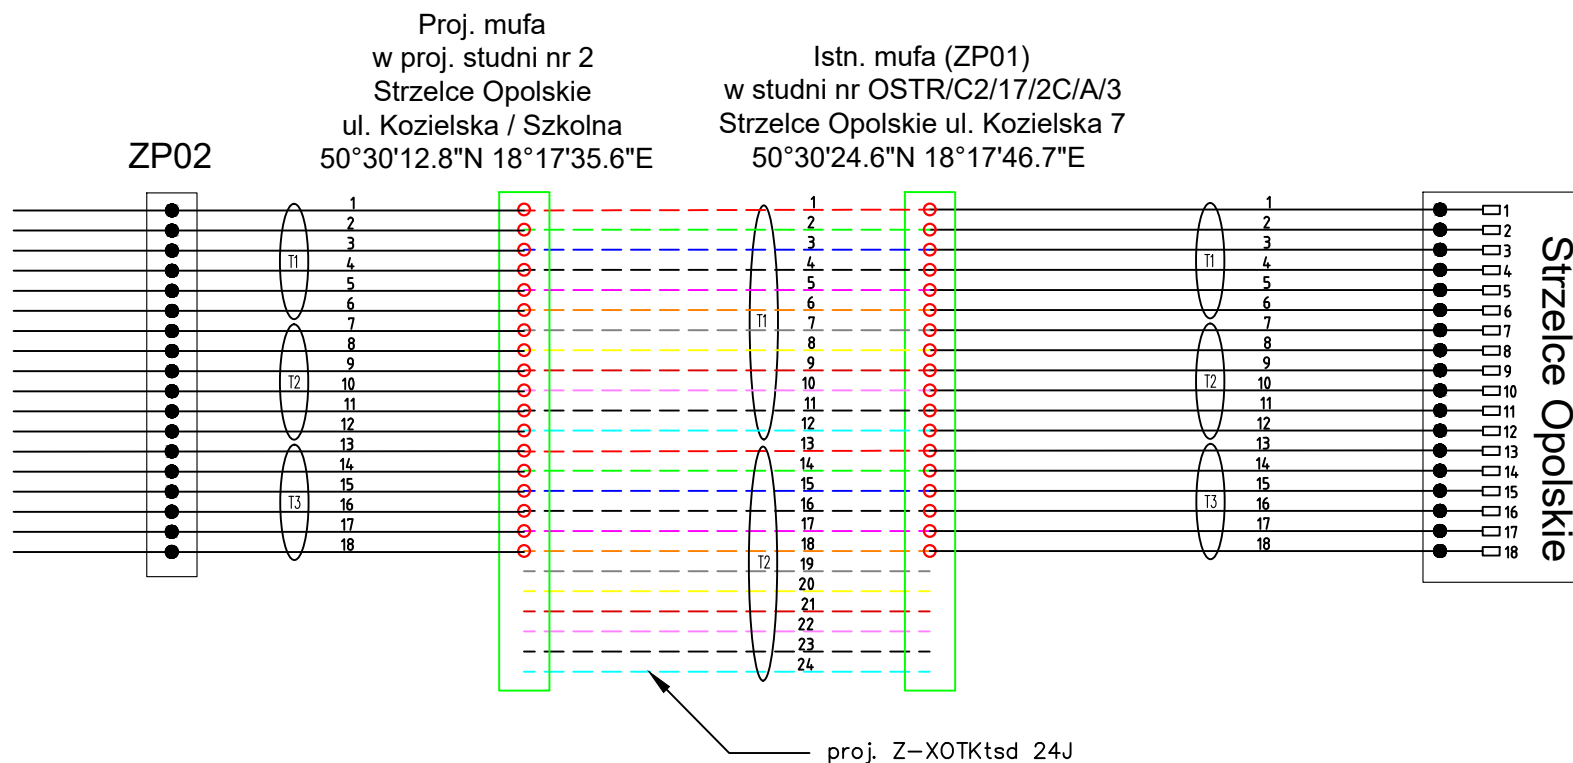 Proj. mufa
w proj. studni nr 2
Strzelce Opolskie
ul. Kozielska / Szkolna
50°30'12.8"N 18°17'35.6"E
Istn. mufa (ZP01)
w studni nr OSTR/C2/17/2C/A/3
Strzelce Opolskie ul. Kozielska 7
50°30'24.6"N 18°17'46.7"E
ZP02
1 1 1 1
2 2 2 2
3 3 3 3
T1 T1
4 4 4 4
5 5 5 5
6 6 6 6
T1
7 7 7 7
8 8 8 8
9 9 9 9
T2 T2
10 10 10 10
11 11 11 11
12 12 12 12
13 13 13 13
14 14 14 14
15 15 15 15
T3 T3
16 16 16 16
17 17 17 17
18 18 18 18
T2
19
20
21
22
23
24
Strzelce Opolskie
proj. Z-XOTKtsd 24J